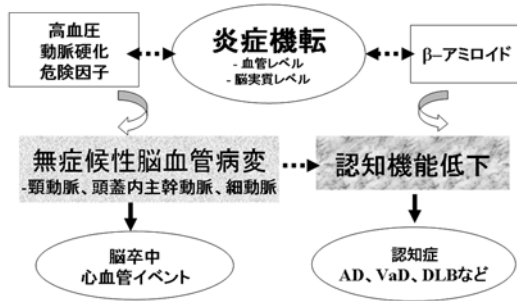 高血圧
動脈硬化
危険因子
炎症機転
- 血管レベル
- 脳実質レベル
β−アミロイド
無症候性脳血管病変
-頸動脈、頭蓋内主幹動脈、細動脈
認知機能低下
脳卒中
心血管イベント
認知症
AD、VaD、DLBなど